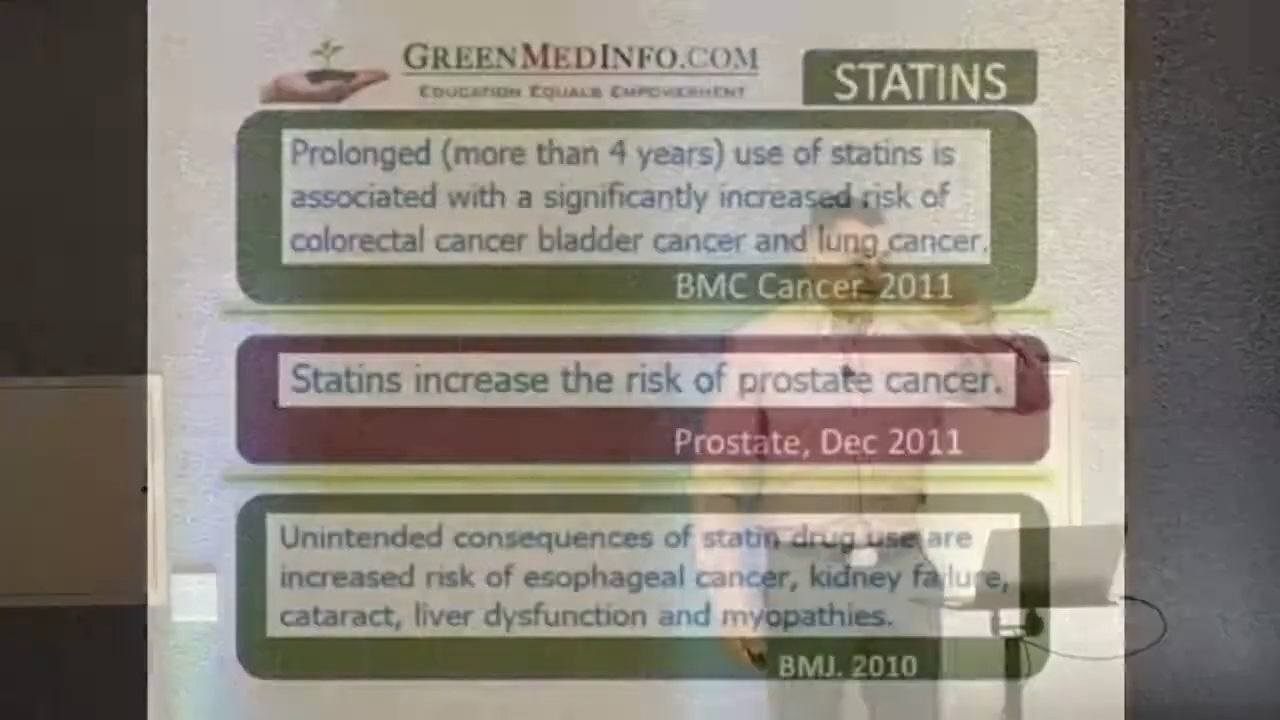 GREENMEDINFO.COM
EDUCATION EQUALS EMPOWERMENT
STATINS
Prolonged (more than 4 years) use of statins is
associated with a significantly increased risk of
colorectal cancer bladder cancer and lung cancer.
BMC Cancer 2011
Statins increase the risk of prostate cancer.
Prostate, Dec 2011
Unintended consequences of statin drug use are
increased risk of esophageal cancer, kidney failure,
cataract, liver dysfunction and myopathies.
BMJ. 2010